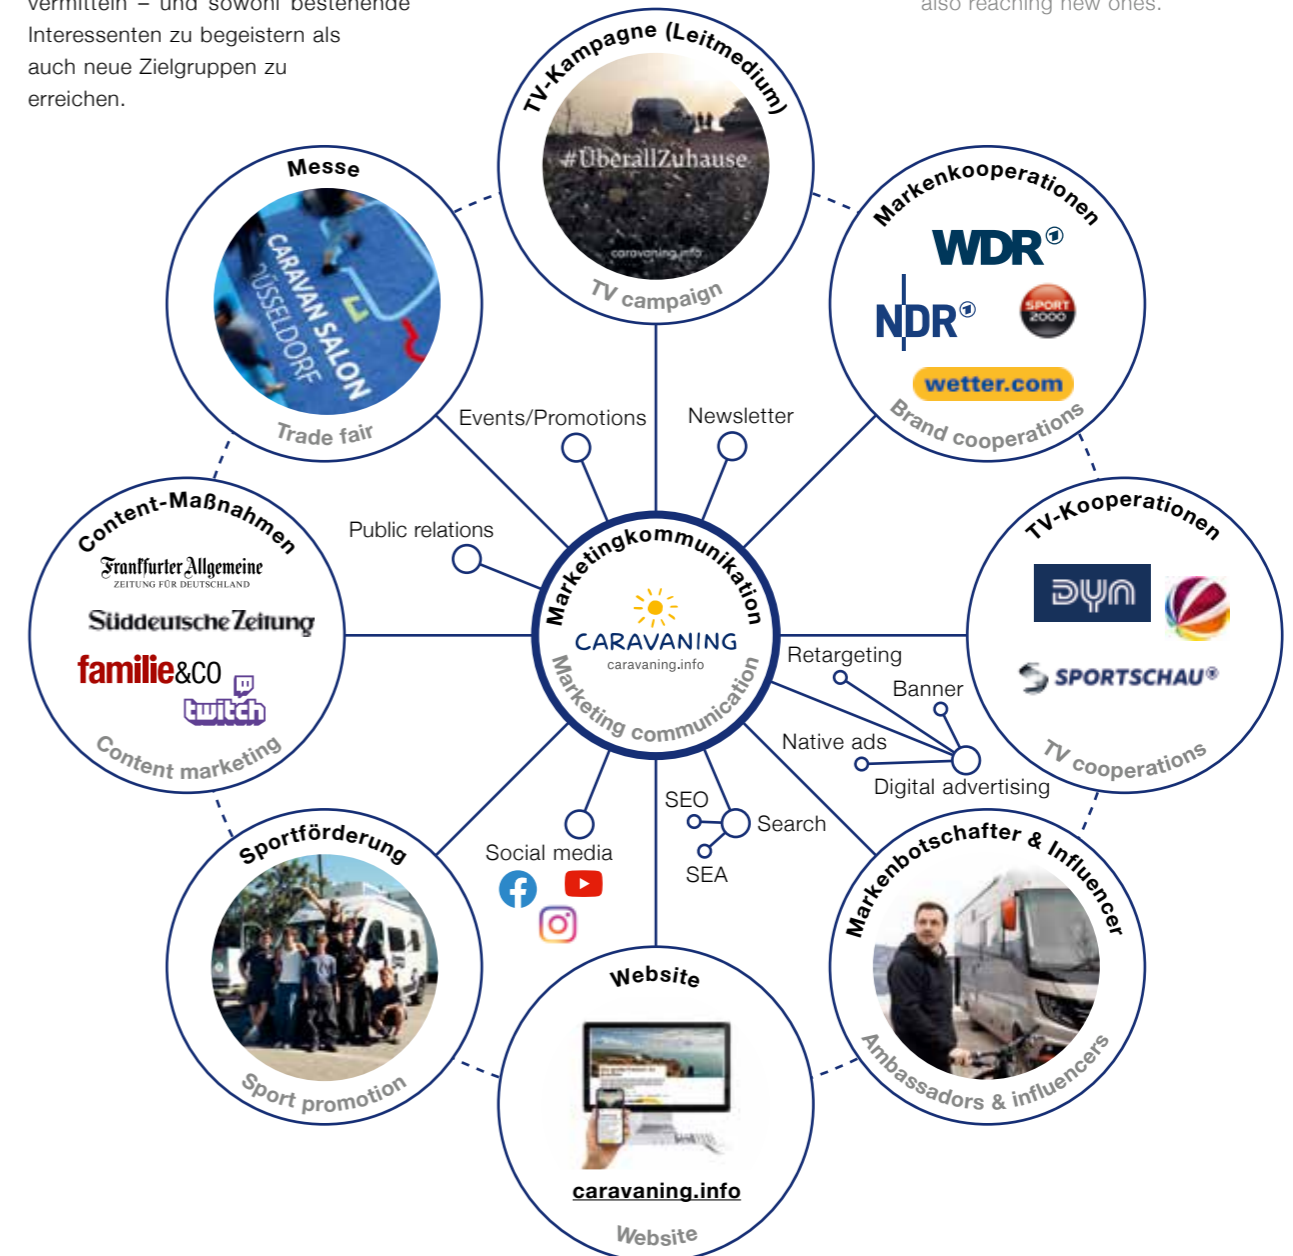 vermitteln – und sowohl bestehende
Interessenten zu begeistern als
auch neue Zielgruppen zu
erreichen.
also reaching new ones.
TV-Kampagne (Leitmedium)
#ÜberallZuhause
caravaning.info
TV campaign
Messe
CARAVAN SALON
DÜSSELDORF
Trade fair
Markenkooperationen
WDR
NDR
SPORT
2000
wetter.com
Brand cooperations
Events/Promotions
Newsletter
Public relations
Content-Maßnahmen
Frankfurter Allgemeine
ZEITUNG FÜR DEUTSCHLAND
Süddeutsche Zeitung
familie&CO
twitch
Content marketing
Marketingkommunikation
CARAVANING
caravaning.info
Marketing communication
TV-Kooperationen
DYN
SPORTSCHAU
TV cooperations
Retargeting
Banner
Native ads
Digital advertising
SEO
Search
SEA
Social media
Sportförderung
Sport promotion
Markenbotschafter & Influencer
Ambassadors & influencers
Website
caravaning.info
Website